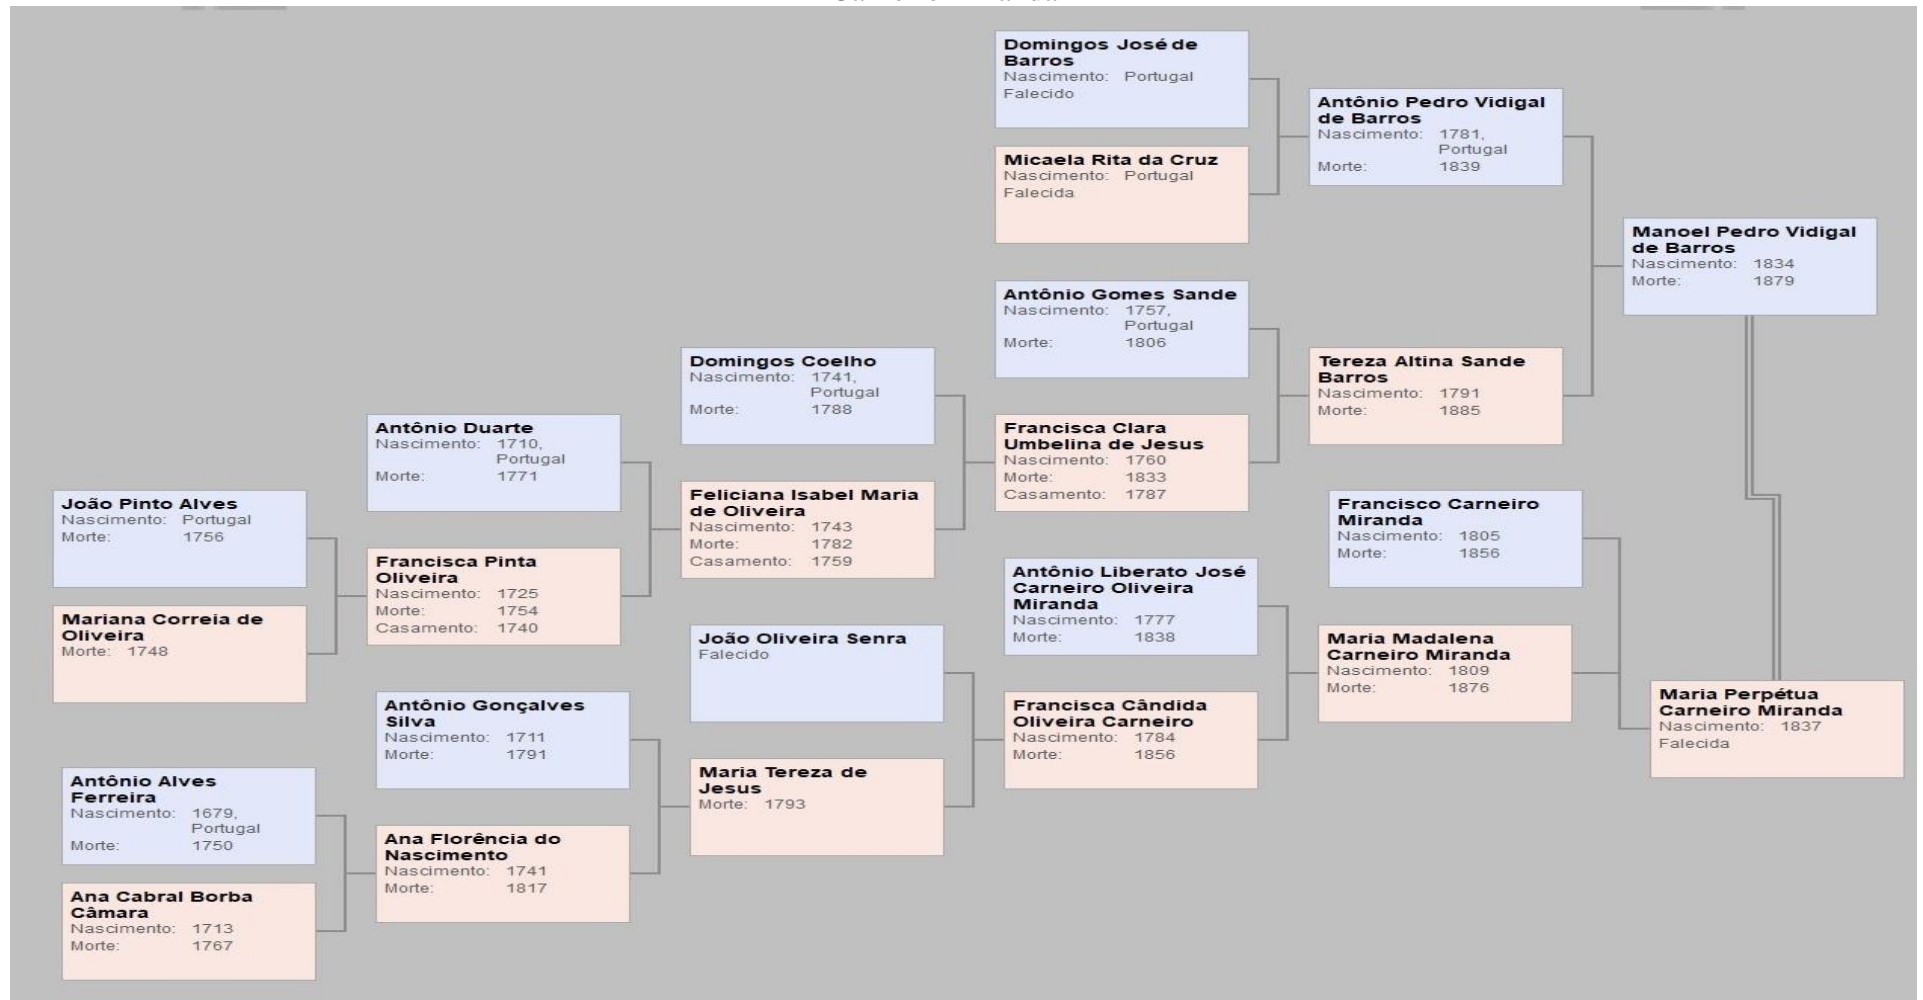 Domingos José de
Barros
Nascimento: Portugal
Falecido
Micaela Rita da Cruz
Nascimento: Portugal
Falecida
Antônio Pedro Vidigal
de Barros
Nascimento: 1781,
Portugal
Morte: 1839
Manoel Pedro Vidigal
de Barros
Nascimento: 1834
Morte: 1879
Antônio Gomes Sande
Nascimento: 1757,
Portugal
Morte: 1806
Domingos Coelho
Nascimento: 1741,
Portugal
Morte: 1788
Tereza Altina Sande
Barros
Nascimento: 1791
Morte: 1885
Antônio Duarte
Nascimento: 1710,
Portugal
Morte: 1771
Francisca Clara
Umbelina de Jesus
Nascimento: 1760
Morte: 1833
Casamento: 1787
João Pinto Alves
Nascimento: Portugal
Morte: 1756
Feliciana Isabel Maria
de Oliveira
Nascimento: 1743
Morte: 1782
Casamento: 1759
Francisco Carneiro
Miranda
Nascimento: 1805
Morte: 1856
Francisca Pinta
Oliveira
Nascimento: 1725
Morte: 1754
Casamento: 1740
Antônio Liberato José
Carneiro Oliveira
Miranda
Nascimento: 1777
Morte: 1838
Mariana Correia de
Oliveira
Morte: 1748
João Oliveira Senra
Falecido
Maria Madalena
Carneiro Miranda
Nascimento: 1809
Morte: 1876
Antônio Gonçalves
Silva
Nascimento: 1711
Morte: 1791
Francisca Cândida
Oliveira Carneiro
Nascimento: 1784
Morte: 1856
Maria Perpétua
Carneiro Miranda
Nascimento: 1837
Falecida
Antônio Alves
Ferreira
Nascimento: 1679,
Portugal
Morte: 1750
Maria Tereza de
Jesus
Morte: 1793
Ana Florência do
Nascimento
Nascimento: 1741
Morte: 1817
Ana Cabral Borba
Câmara
Nascimento: 1713
Morte: 1767